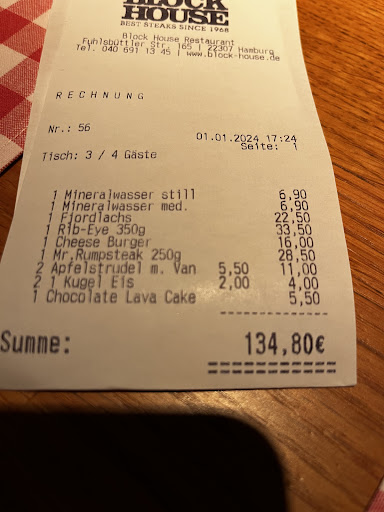 BLOCK
HOUSE
BEST STEAKS SINCE 1968
Block House Restaurant
Fuhlsbüttler Str. 165 | 22307 Hamburg
Tel. 040 691 13 45 | www.block-house.de
RECHNUNG
Nr.: 56
01.01.2024 17:24
Seite: 1
Tisch: 3 / 4 Gäste
1 Mineralwasser still 6,90
1 Mineralwasser med. 6,90
1 Fjordlachs 22,50
1 Rib-Eye 350g 33,50
1 Cheese Burger 16,00
1 Mr.Rumpsteak 250g 28,50
2 Apfelstrudel m. Van 5,50 11,00
2 1 Kugel Eis 2,00 4,00
1 Chocolate Lava Cake 5,50
Summe: 134,80€